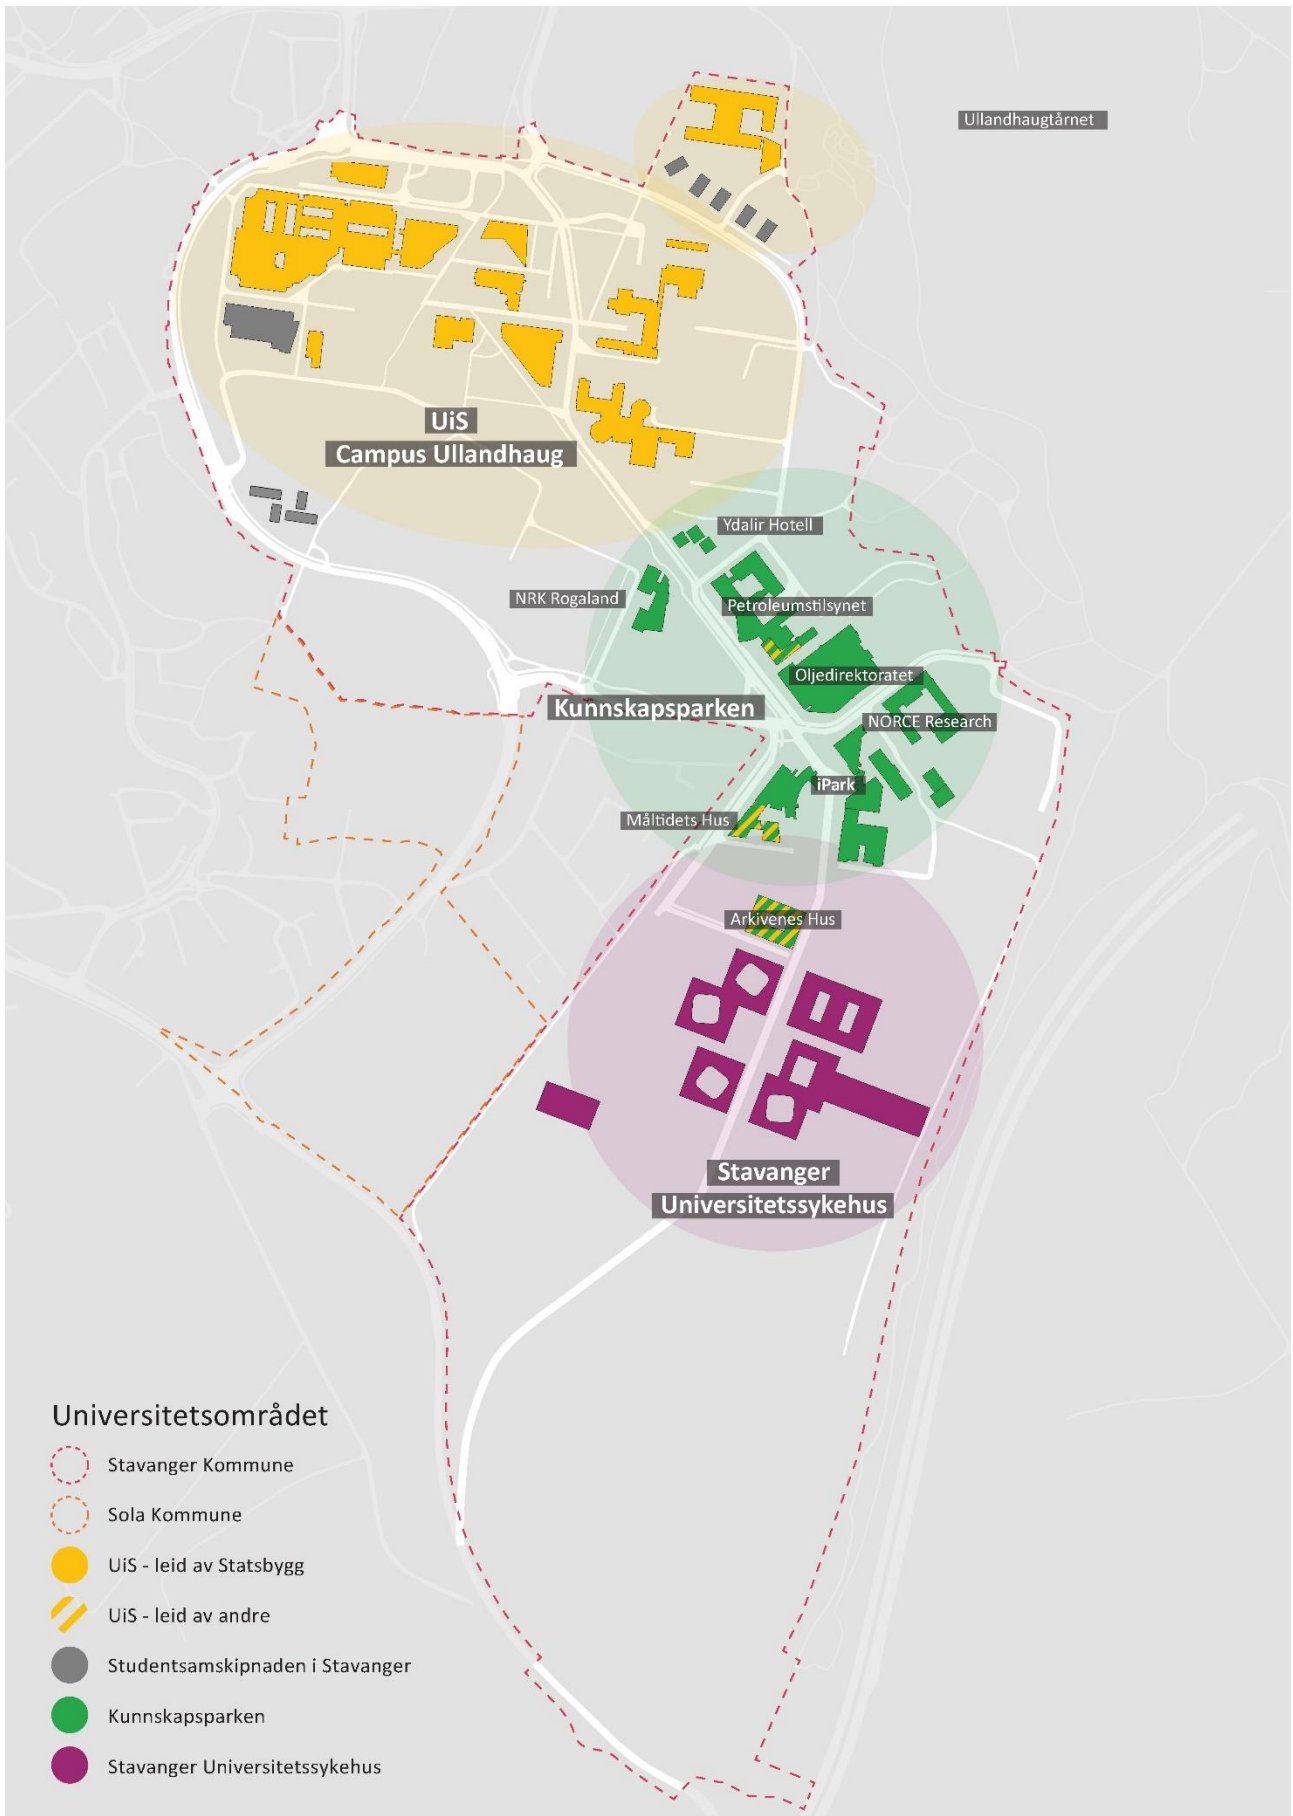 Ullandhaugtårnet
UiS
Campus Ullandhaug
Ydalir Hotell
NRK Rogaland
Petroleumstilsynet
Oljedirektoratet
Kunnskapsparken
NORCE Research
iPark
Måltidets Hus
Arkivenes Hus
Stavanger
Universitetssykehus
Universitetsområdet
Stavanger Kommune
Sola Kommune
UiS - leid av Statsbygg
UiS - leid av andre
Studentsamskipnaden i Stavanger
Kunnskapsparken
Stavanger Universitetssykehus